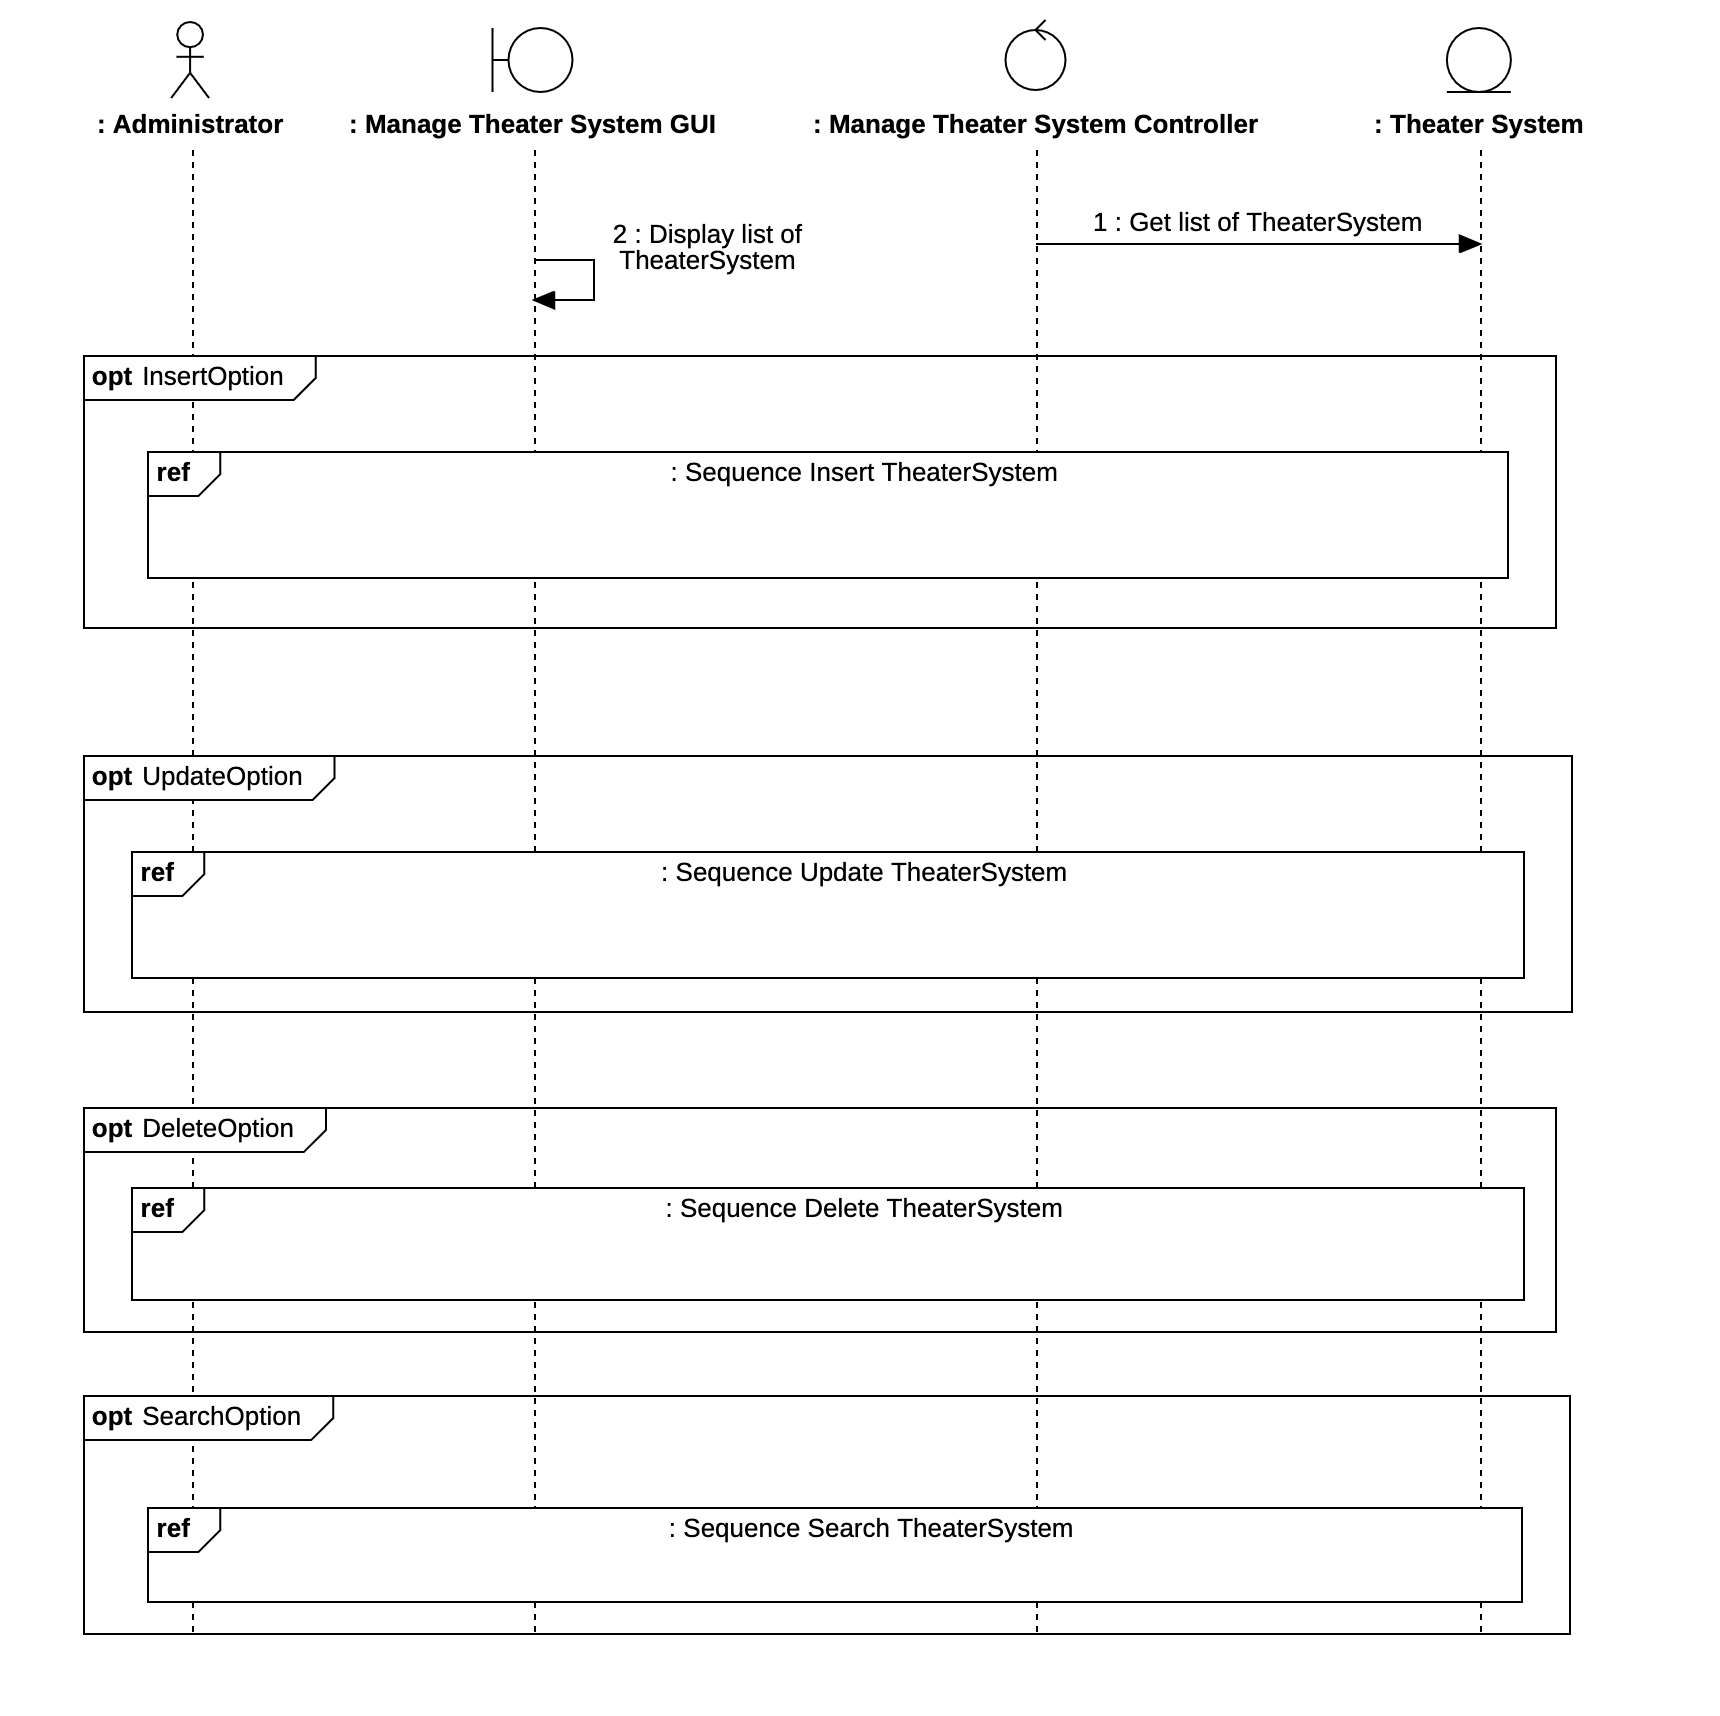 : Administrator
: Manage Theater System GUI
: Manage Theater System Controller
: Theater System
1 : Get list of TheaterSystem
2 : Display list of
TheaterSystem
opt InsertOption
ref
: Sequence Insert TheaterSystem
opt UpdateOption
ref
: Sequence Update TheaterSystem
opt DeleteOption
ref
: Sequence Delete TheaterSystem
opt SearchOption
ref
: Sequence Search TheaterSystem